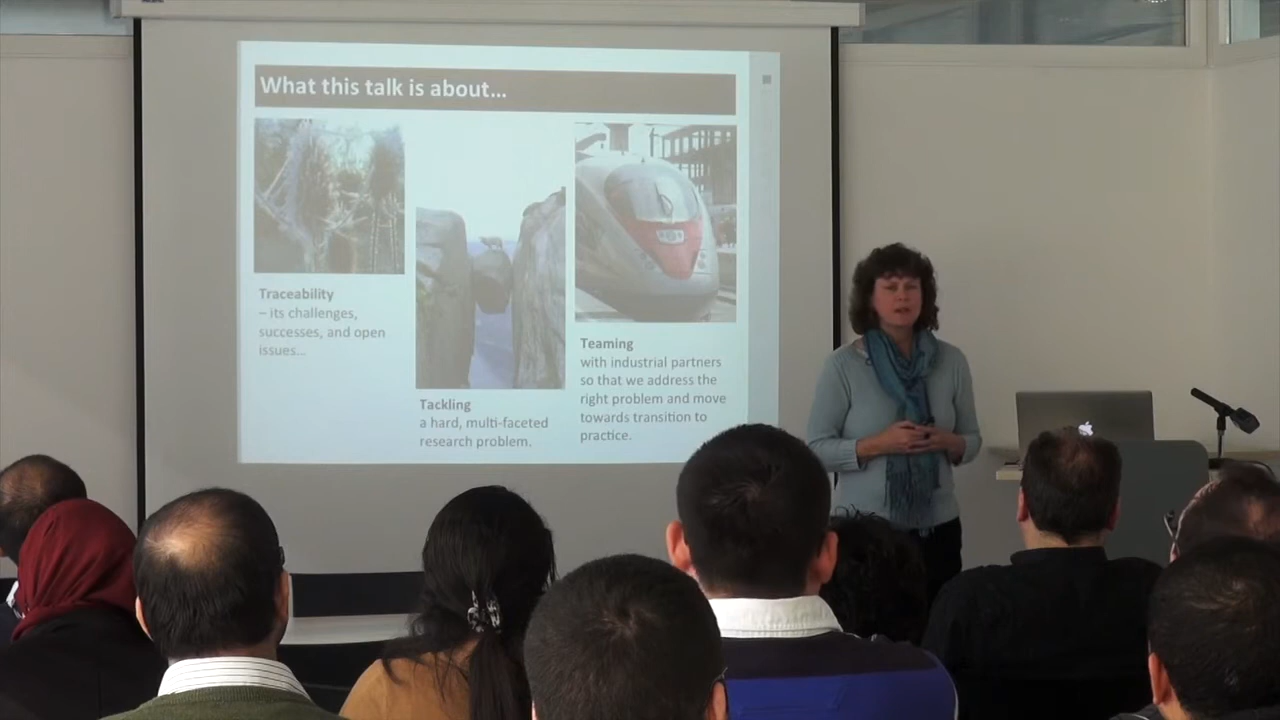 What this talk is about...
Traceability
– its challenges,
successes, and open
issues...
Tackling
a hard, multi-faceted
research problem.
Teaming
with industrial partners
so that we address the
right problem and move
towards transition to
practice.